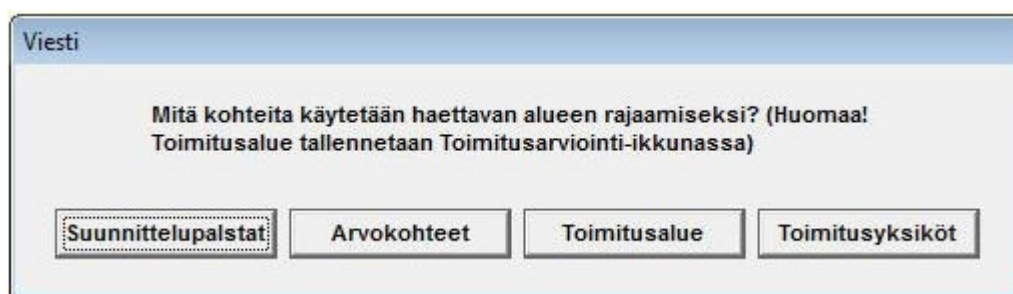 Viesti
Mitä kohteita käytetään haettavan alueen rajaamiseksi? (Huomaa!
Toimitusalue tallennetaan Toimitusarviointi-ikkunassa)
Suunnittelupalstat Arvokohteet Toimitusalue Toimitusyksiköt